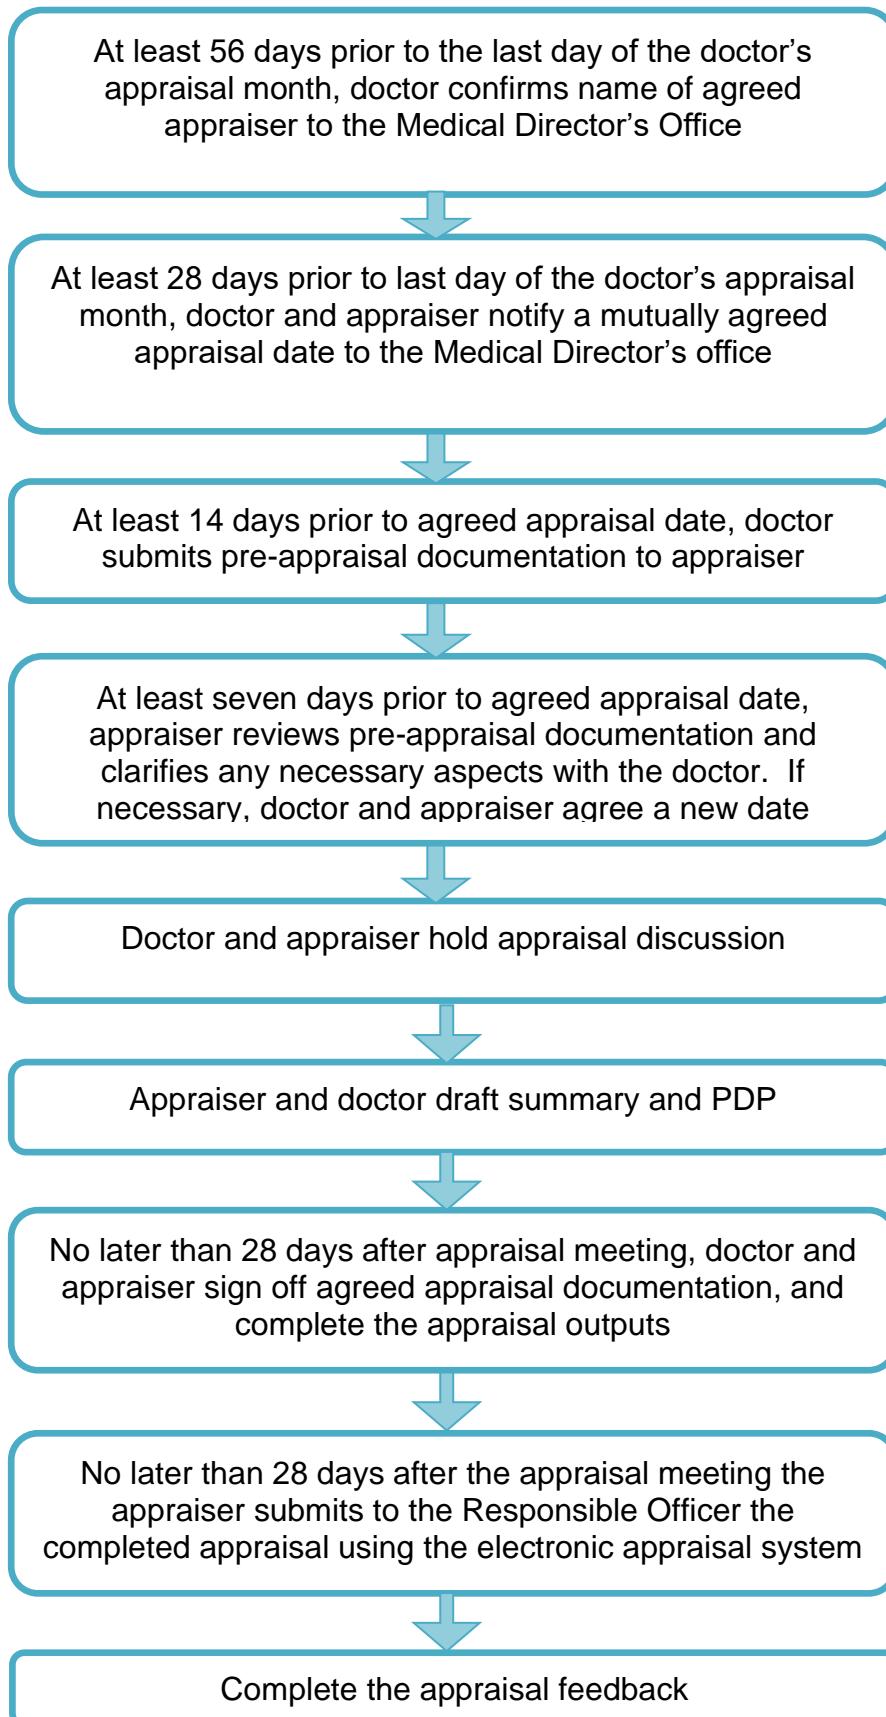 At least 56 days prior to the last day of the doctor’s
appraisal month, doctor confirms name of agreed
appraiser to the Medical Director’s Office
At least 28 days prior to last day of the doctor’s appraisal
month, doctor and appraiser notify a mutually agreed
appraisal date to the Medical Director’s office
At least 14 days prior to agreed appraisal date, doctor
submits pre-appraisal documentation to appraiser
At least seven days prior to agreed appraisal date,
appraiser reviews pre-appraisal documentation and
clarifies any necessary aspects with the doctor.  If
necessary, doctor and appraiser agree a new date
Doctor and appraiser hold appraisal discussion
Appraiser and doctor draft summary and PDP
No later than 28 days after appraisal meeting, doctor and
appraiser sign off agreed appraisal documentation, and
complete the appraisal outputs
No later than 28 days after the appraisal meeting the
appraiser submits to the Responsible Officer the
completed appraisal using the electronic appraisal system
Complete the appraisal feedback